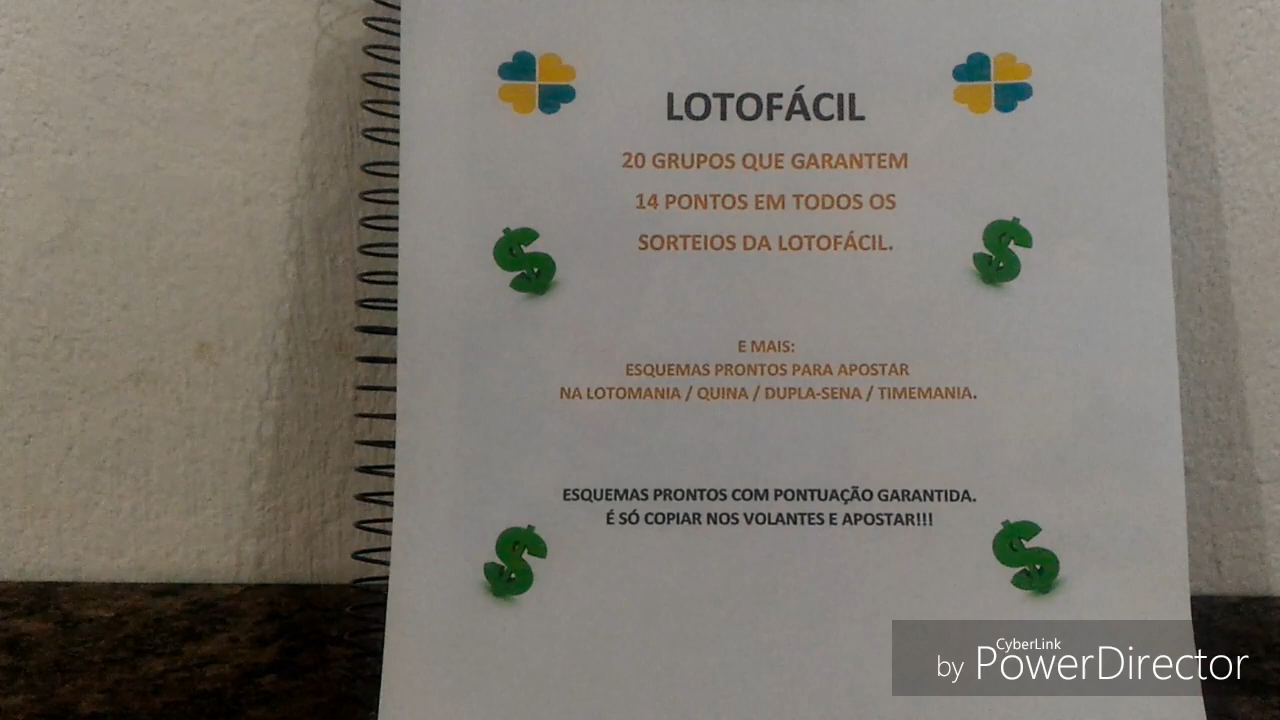 LOTOFÁCIL
20 GRUPOS QUE GARANTEM
14 PONTOS EM TODOS OS
SORTEIOS DA LOTOFÁCIL.
E MAIS:
ESQUEMAS PRONTOS PARA APOSTAR
NA LOTOMANIA / QUINA / DUPLA-SENA / TIMEMANIA.
ESQUEMAS PRONTOS COM PONTUAÇÃO GARANTIDA.
É SÓ COPIAR NOS VOLANTES E APOSTAR!!!
CyberLink
by PowerDirector